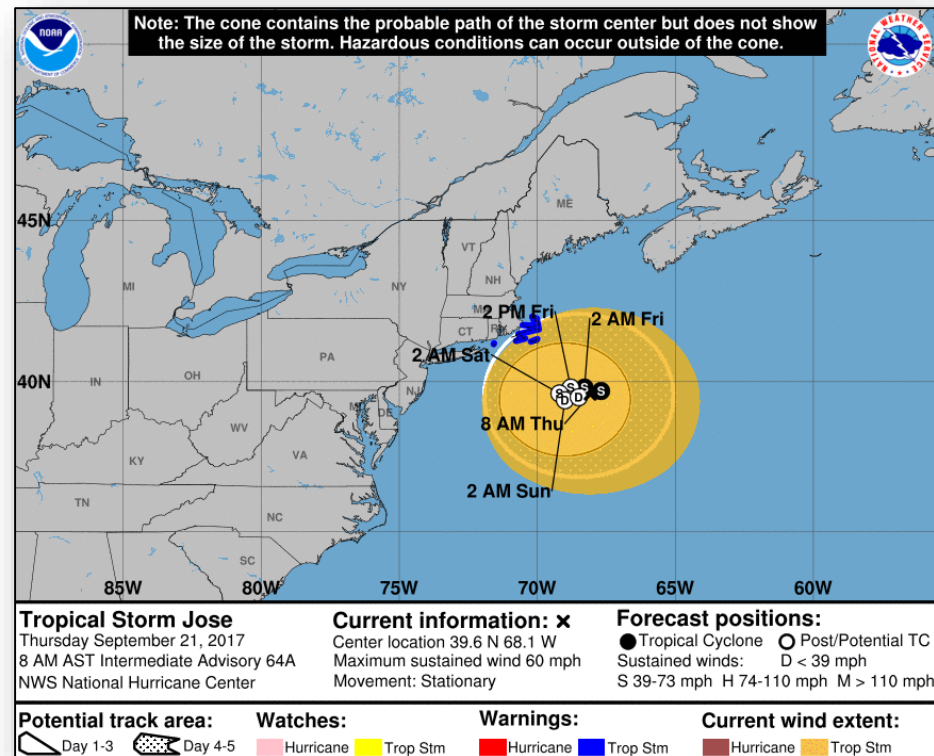 Note: The cone contains the probable path of the storm center but does not show
the size of the storm. Hazardous conditions can occur outside of the cone.
NOAA
NATIONAL WEATHER SERVICE
45N
ME
VT
NH
MI
NY
2 PM Fri
2 AM Fri
CT
2 AM Sat
PA
40N
IN
OH
NJ
DE
S
S
S
D
D
8 AM Thu
WV
VA
KY
2 AM Sun
TN
NC
SC
85W
80W
75W
70W
65W
60W
Tropical Storm Jose
Thursday September 21, 2017
8 AM AST Intermediate Advisory 64A
NWS National Hurricane Center
Current information: ×
Center location 39.6 N 68.1 W
Maximum sustained wind 60 mph
Movement: Stationary
Forecast positions:
Tropical Cyclone
Post/Potential TC
Sustained winds: D < 39 mph
S 39-73 mph H 74-110 mph M > 110 mph
Potential track area:
Day 1-3
Day 4-5
Watches:
Hurricane
Trop Stm
Warnings:
Hurricane
Trop Stm
Current wind extent:
Hurricane
Trop Stm